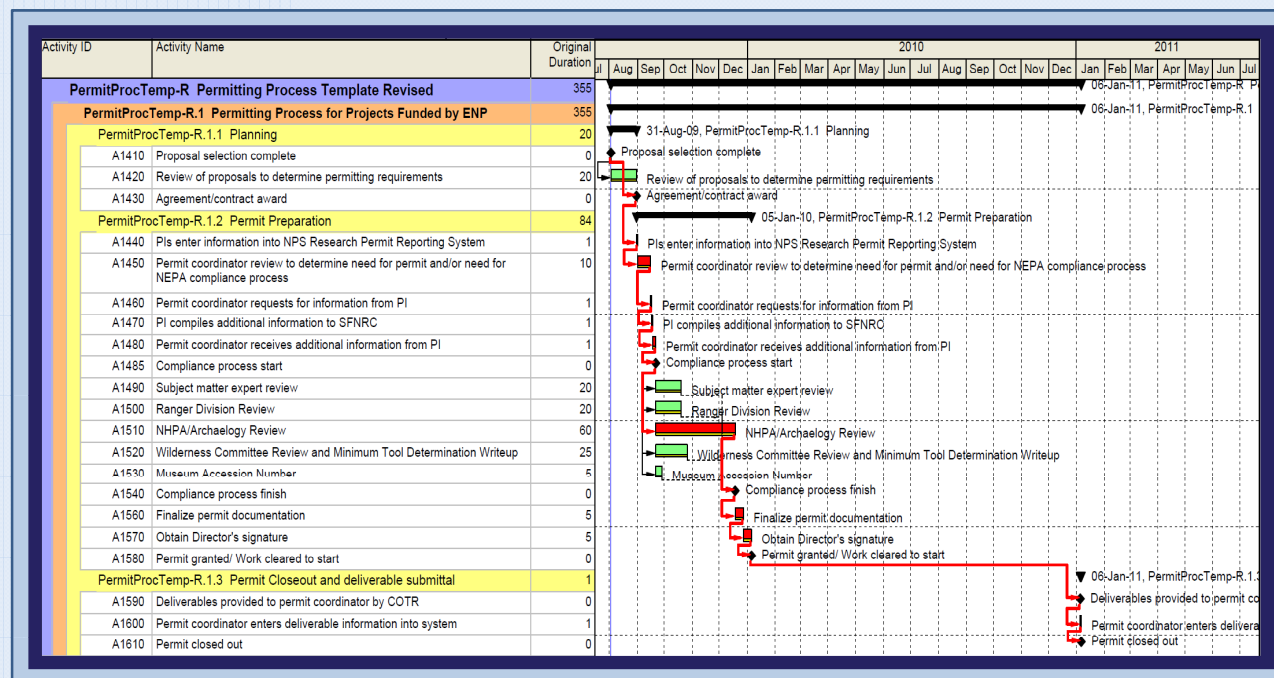 Activity ID Activity Name Original Duration 2010 2011
Aug Sep Oct Nov Dec Jan Feb Mar Apr May Jun Jul Aug Sep Oct Nov Dec Jan Feb Mar Apr May Jun Jul
PermitProcTemp-R Permitting Process Template Revised 355 06-Jan-11, PermitProcTemp-R
PermitProcTemp-R.1 Permitting Process for Projects Funded by ENP 355 06-Jan-11, PermitProcTemp-R.1
PermitProcTemp-R.1.1 Planning 20 31-Aug-09, PermitProcTemp-R.1.1 Planning
A1410 Proposal selection complete 0 Proposal selection complete
A1420 Review of proposals to determine permitting requirements 20 Review of proposals to determine permitting requirements
A1430 Agreement/contract award 0 Agreement/contract award
PermitProcTemp-R.1.2 Permit Preparation 84 05-Jan-10, PermitProcTemp-R.1.2 Permit Preparation
A1440 PIs enter information into NPS Research Permit Reporting System 1 PIs enter information into NPS Research Permit Reporting System
A1450 Permit coordinator review to determine need for permit and/or need for 10 Permit coordinator review to determine need for permit and/or need for NEPA compliance process
NEPA compliance process
A1460 Permit coordinator requests for information from PI 1 Permit coordinator requests for information from PI
A1470 PI compiles additional information to SFNRC 1 PI compiles additional information to SFNRC
A1480 Permit coordinator receives additional information from PI 1 Permit coordinator receives additional information from PI
A1485 Compliance process start 0 Compliance process start
A1490 Subject matter expert review 20 Subject matter expert review
A1500 Ranger Division Review 20 Ranger Division Review
A1510 NHPA/Archaelogy Review 60 NHPA/Archaelogy Review
A1520 Wilderness Committee Review and Minimum Tool Determination Writeup 25 Wilderness Committee Review and Minimum Tool Determination Writeup
A1530 Museum Accession Number 5 Museum Accession Number
A1540 Compliance process finish 0 Compliance process finish
A1560 Finalize permit documentation 5 Finalize permit documentation
A1570 Obtain Director's signature 5 Obtain Director's signature
A1580 Permit granted/ Work cleared to start 0 Permit granted/ Work cleared to start
PermitProcTemp-R.1.3 Permit Closeout and deliverable submittal 1 06-Jan-11, PermitProcTemp-R.1.3
A1590 Deliverables provided to permit coordinator by COTR 0 Deliverables provided to permit co
A1600 Permit coordinator enters deliverable information into system 1 Permit coordinator enters delivera
A1610 Permit closed out 0 Permit closed out